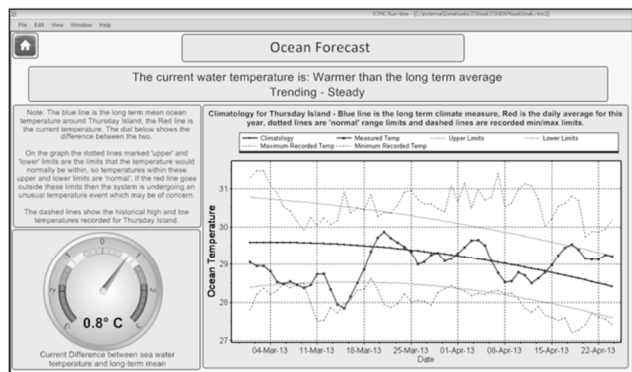 File Edit View Window Help
Ocean Forecast
The current water temperature is: Warmer than the long term average
Trending - Steady
Note: The blue line is the long term mean ocean
temperature around Thursday Island, the Red line is
the current temperature. The dial below shows the
difference between the two.
On the graph the dotted lines marked 'upper' and
'lower' limits are the limits that the temperature would
normally be within, so temperatures within these
upper and lower limits are 'normal'. If the red line goes
outside these limits then the system is undergoing an
unusual temperature event which may be of concern.
The dashed lines show the historical high and low
temperatures recorded for Thursday Island.
0
0.8° C
Current Difference between sea water
temperature and long-term mean
Climatology for Thursday Island - Blue line is the long term climate measure, Red is the daily average for this
year, dotted lines are 'normal' range limits and dashed lines are recorded min/max limits.
Climatology Measured Temp Upper Limits Lower Limits
Maximum Recorded Temp Minimum Recorded Temp
Ocean Temperature
31
30
29
28
27
04-Mar-13 11-Mar-13 18-Mar-13 25-Mar-13 01-Apr-13 08-Apr-13 15-Apr-13 22-Apr-13
Date